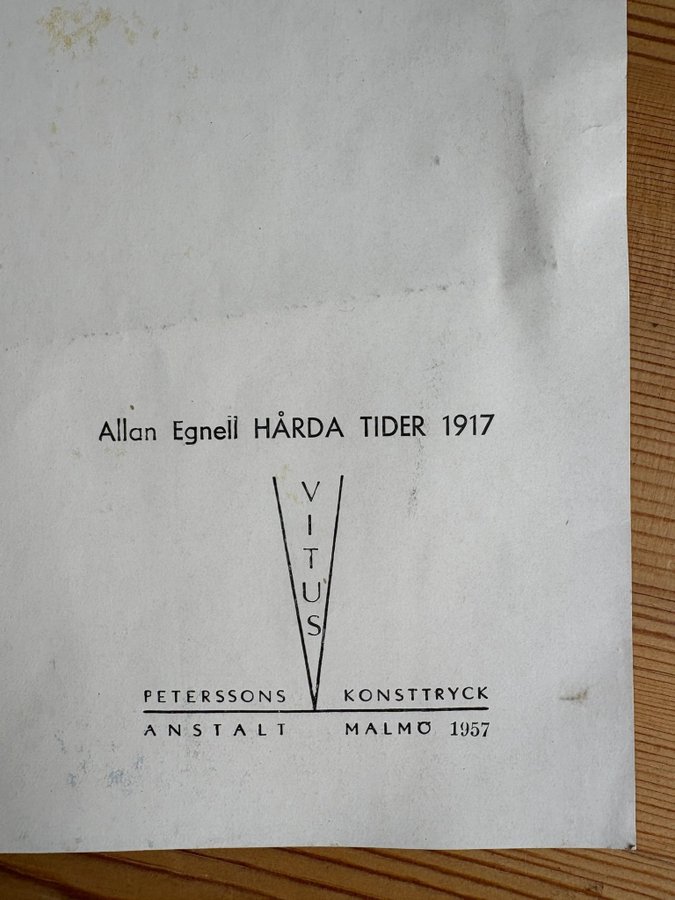 Allan Egnell HÅRDA TIDER 1917
VITUS
PETERSSONS KONSTTRYCK
ANSTALT MALMÖ 1957